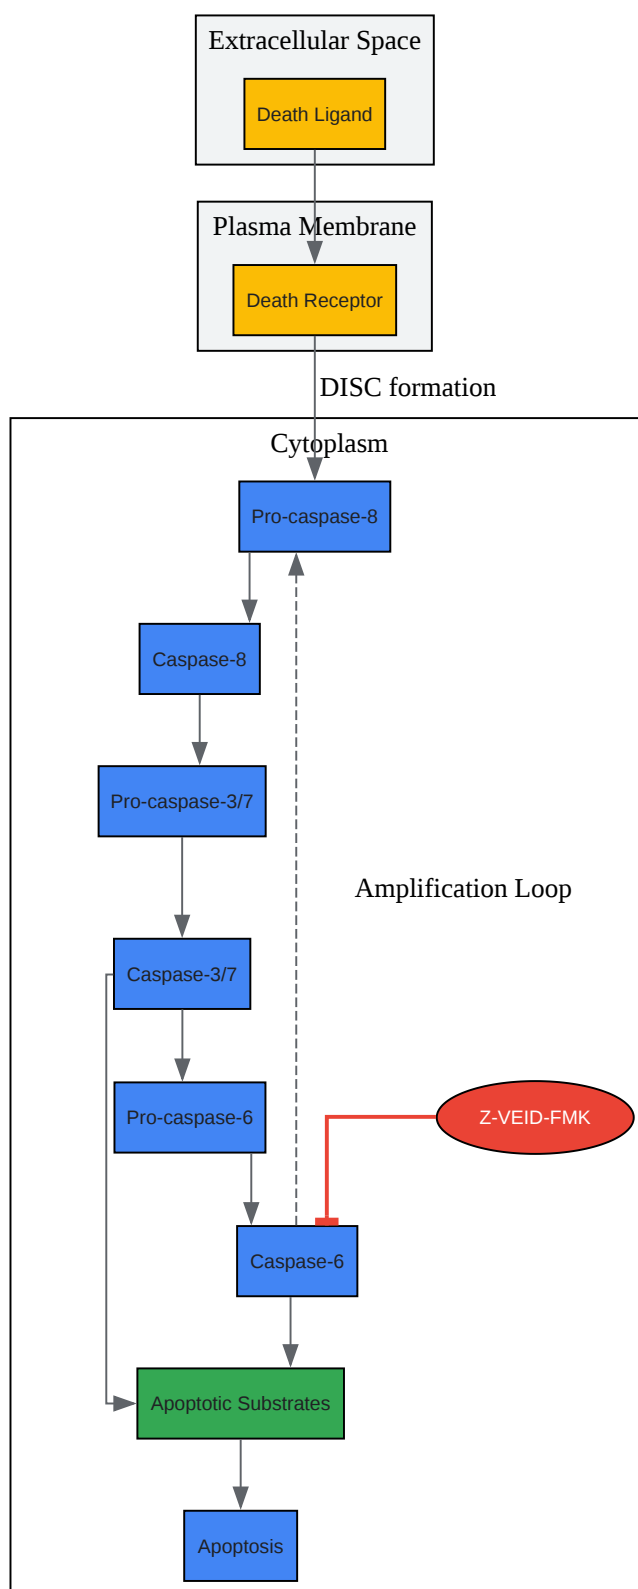 Extracellular Space
Death Ligand
Plasma Membrane
Death Receptor
DISC formation
Cytoplasm
Pro-caspase-8
Caspase-8
Pro-caspase-3/7
Amplification Loop
Caspase-3/7
Pro-caspase-6
Z-VEID-FMK
Caspase-6
Apoptotic Substrates
Apoptosis